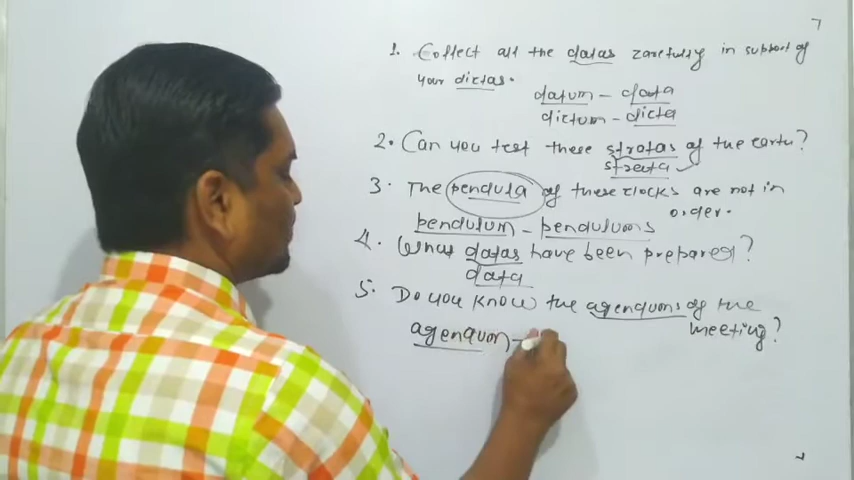 1. Collect all the datas carefully in support of
your dictas.
datum - data
dictum - dicta
2. Can you test these stratas of the earth?
strata
3. The pendula of these clocks are not in
order.
pendulum - pendulums
4. What datas have been prepared?
data
5. Do you know the agendums of the
meeting?
agendum -